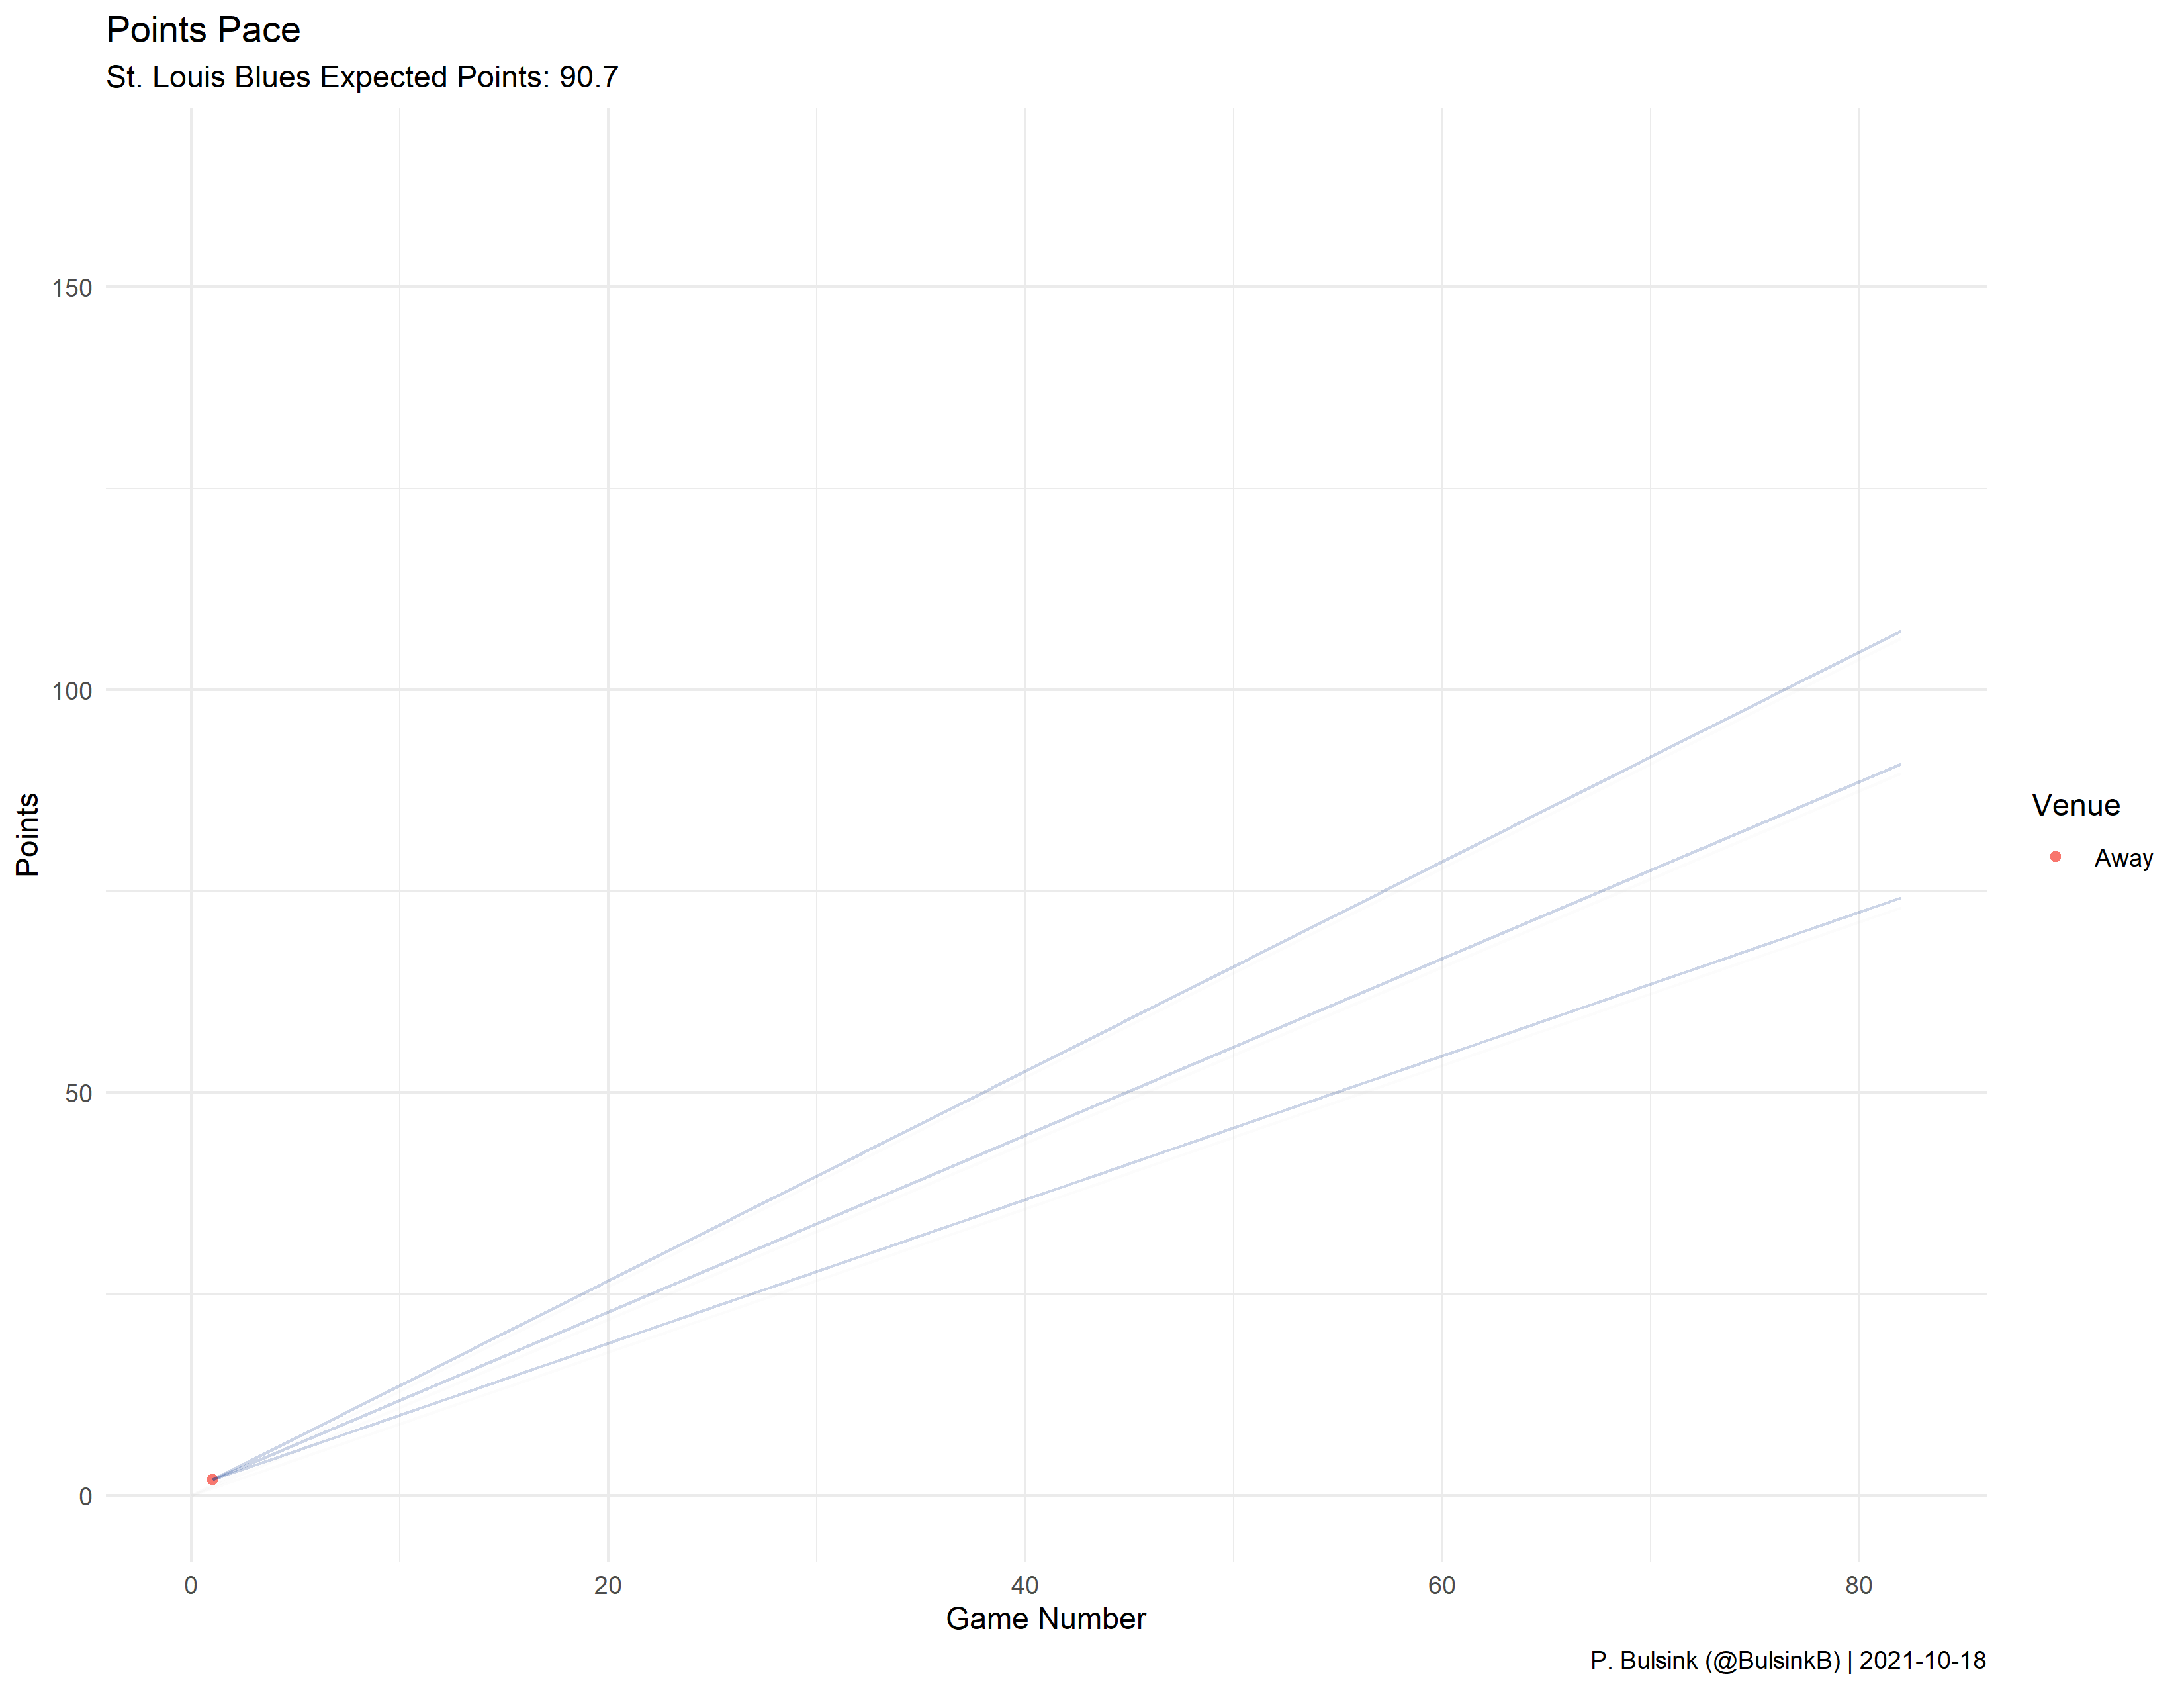 Points Pace
St. Louis Blues Expected Points: 90.7
150
100
50
0
Points
0 20 40 60 80
Game Number
Venue
Away
P. Bulsink (@BulsinkB) | 2021-10-18